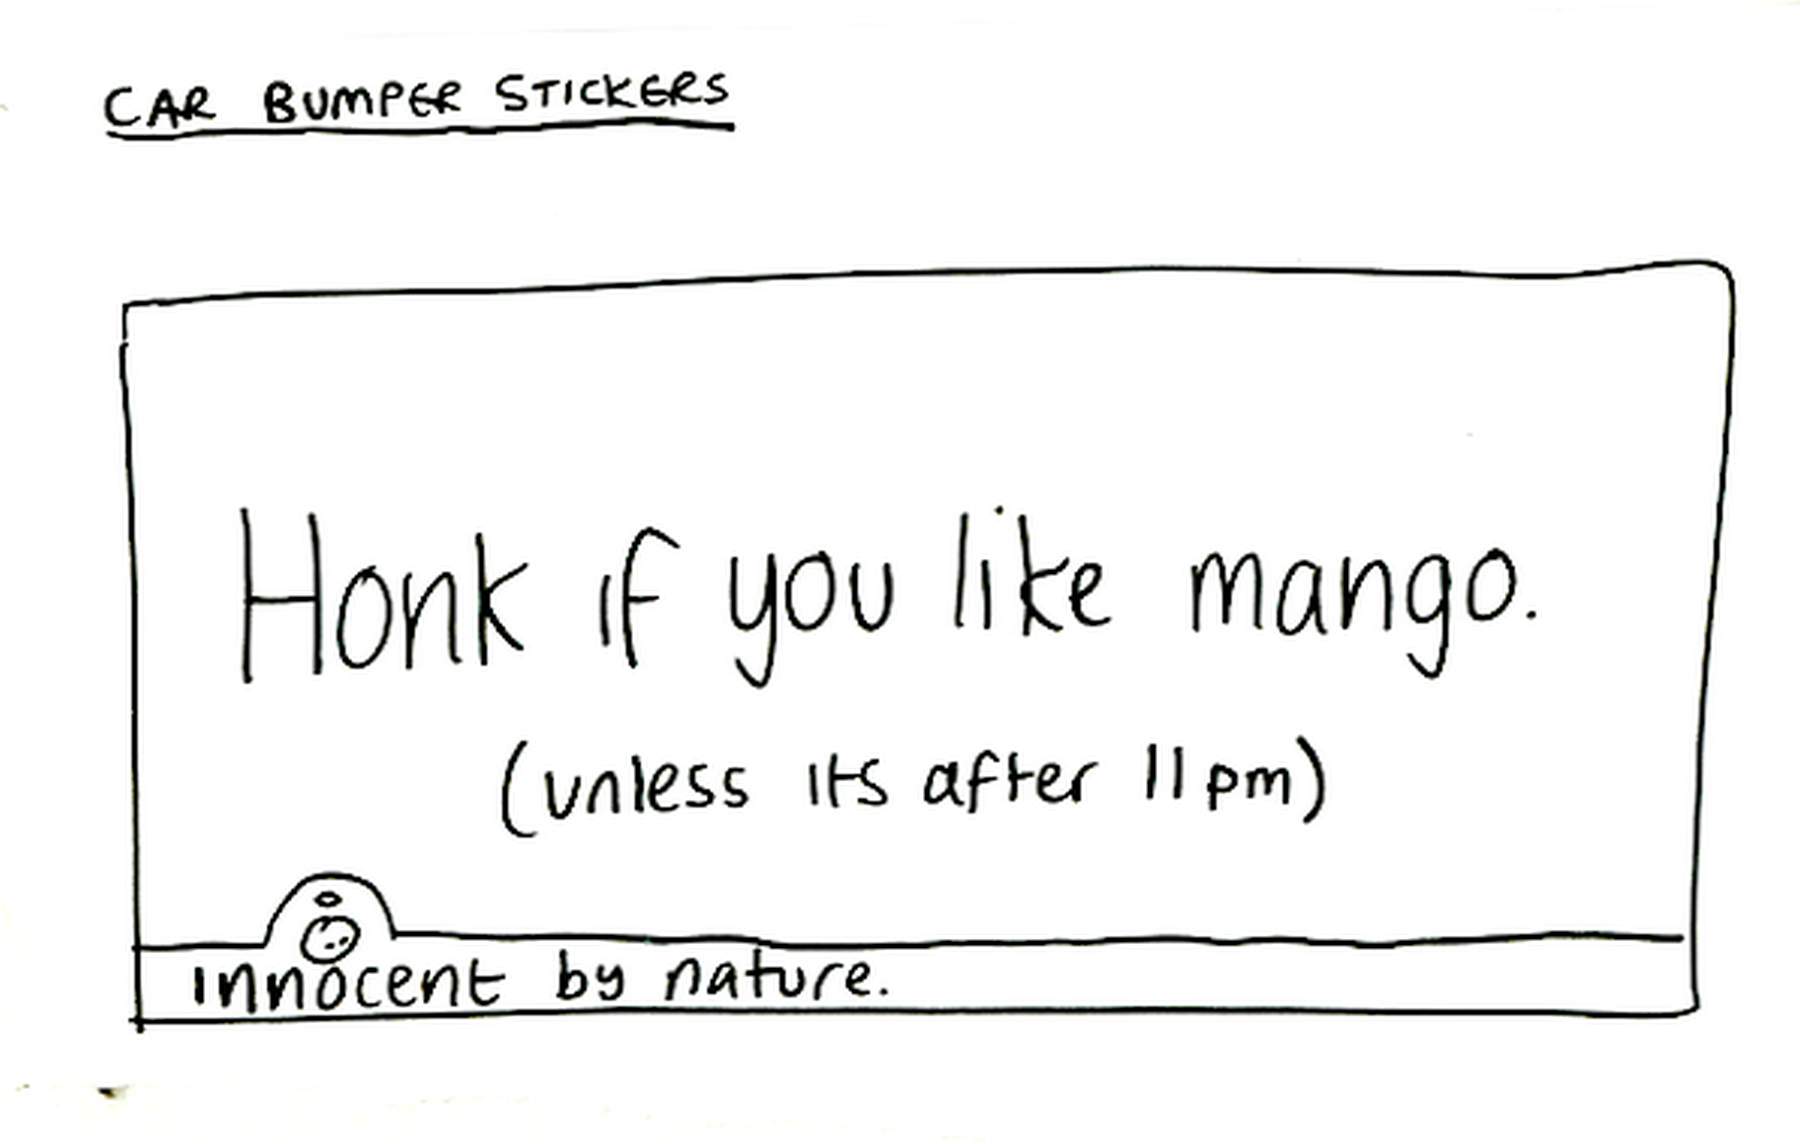 CAR BUMPER STICKERS
Honk if you like mango.
(unless its after 11pm)
innocent by nature.